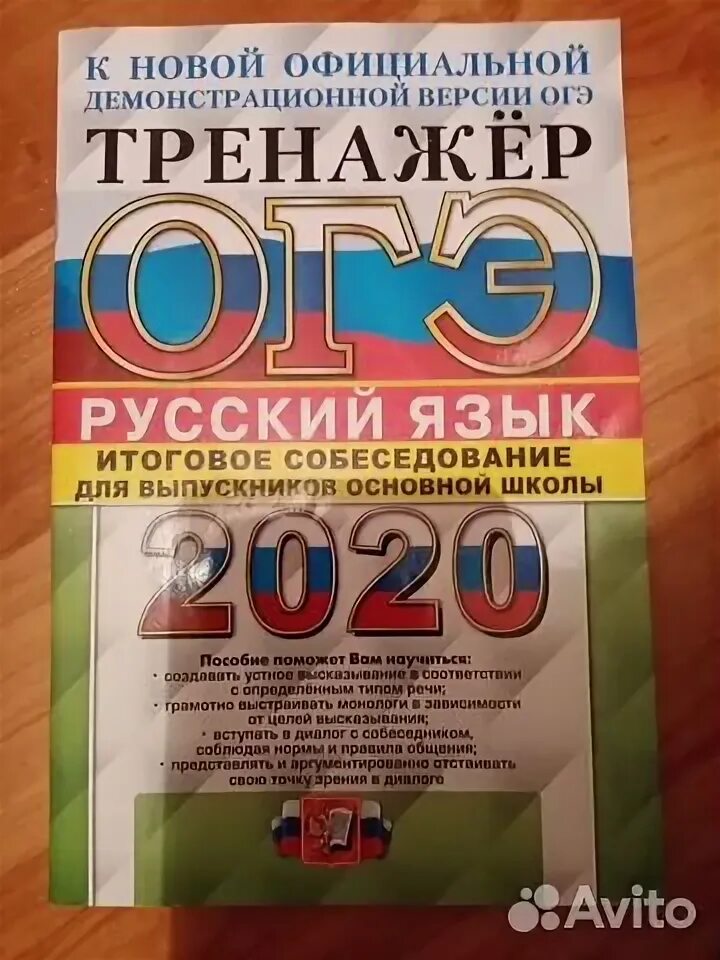 К НОВОЙ ОФИЦИАЛЬНОЙ
ДЕМОНСТРАЦИОННОЙ ВЕРСИИ ОГЭ
ТРЕНАЖЁР
ОГЭ
РУССКИЙ ЯЗЫК
ИТОГОВОЕ СОБЕСЕДОВАНИЕ
ДЛЯ ВЫПУСКНИКОВ ОСНОВНОЙ ШКОЛЫ
2020
Пособие поможет Вам научиться:
• создавать устное высказывание в соответствии
с определённым типом речи;
• грамотно выстраивать монологи в зависимости
от целей высказывания;
• вступать в диалог с собеседником,
соблюдая нормы и правила общения;
• представлять и аргументированно отстаивать
свою точку зрения в диалоге
Avito